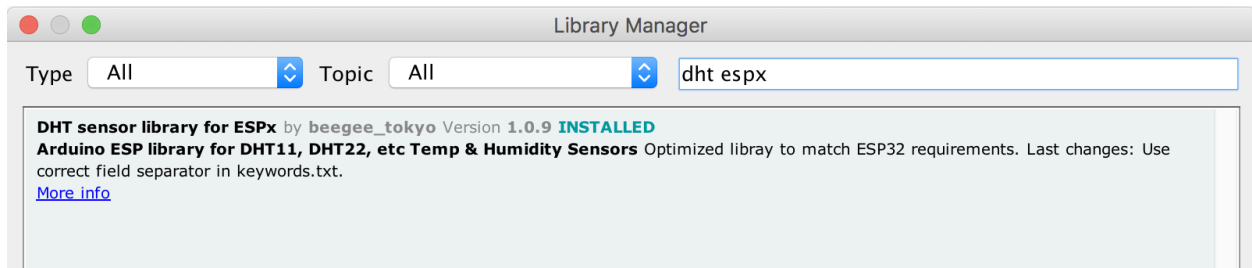 Library Manager
Type All Topic All dht espx
DHT sensor library for ESPx by beegee_tokyo Version 1.0.9 INSTALLED
Arduino ESP library for DHT11, DHT22, etc Temp & Humidity Sensors Optimized libray to match ESP32 requirements. Last changes: Use
correct field separator in keywords.txt.
More info